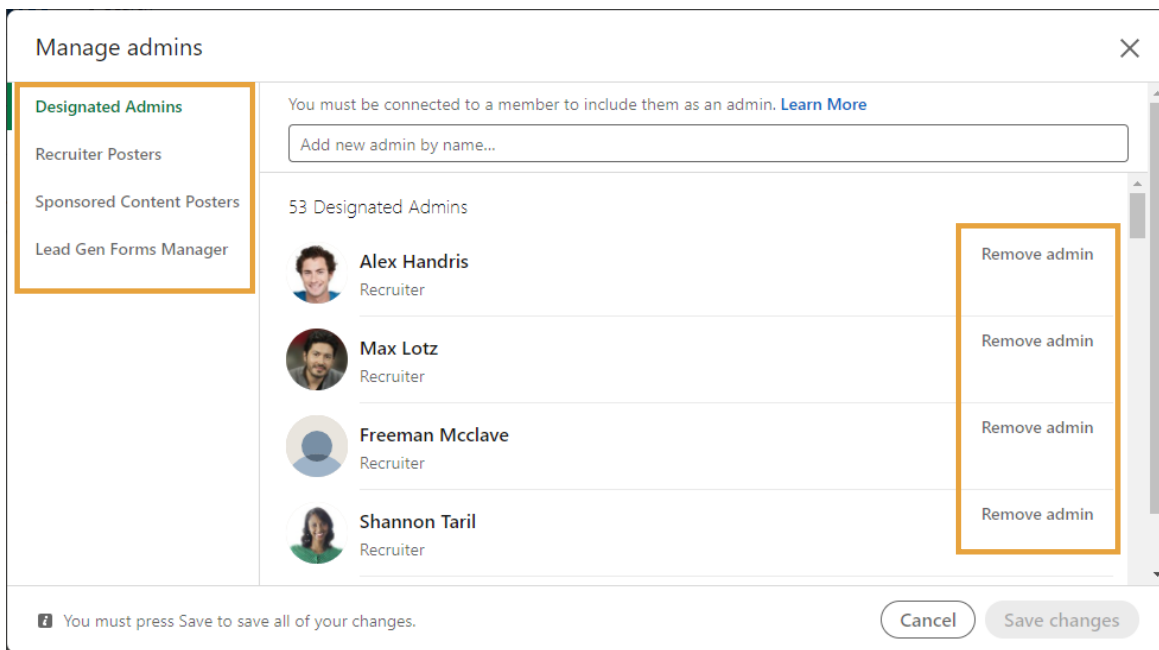 Manage admins
Designated Admins
Recruiter Posters
Sponsored Content Posters
Lead Gen Forms Manager
You must be connected to a member to include them as an admin. Learn More
Add new admin by name...
53 Designated Admins
Alex Handris
Recruiter
Remove admin
Max Lotz
Recruiter
Remove admin
Freeman Mcclave
Recruiter
Remove admin
Shannon Taril
Recruiter
Remove admin
You must press Save to save all of your changes.
Cancel
Save changes